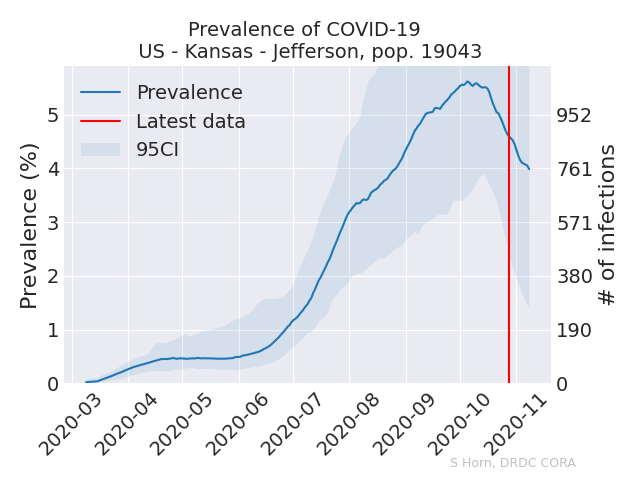 Prevalence of COVID-19
US - Kansas - Jefferson, pop. 19043
Prevalence
Latest data
95CI
Prevalence (%)
5
4
3
2
1
0
952
761
571
380
190
0
# of infections
2020-03
2020-04
2020-05
2020-06
2020-07
2020-08
2020-09
2020-10
2020-11
S Horn, DRDC CORA